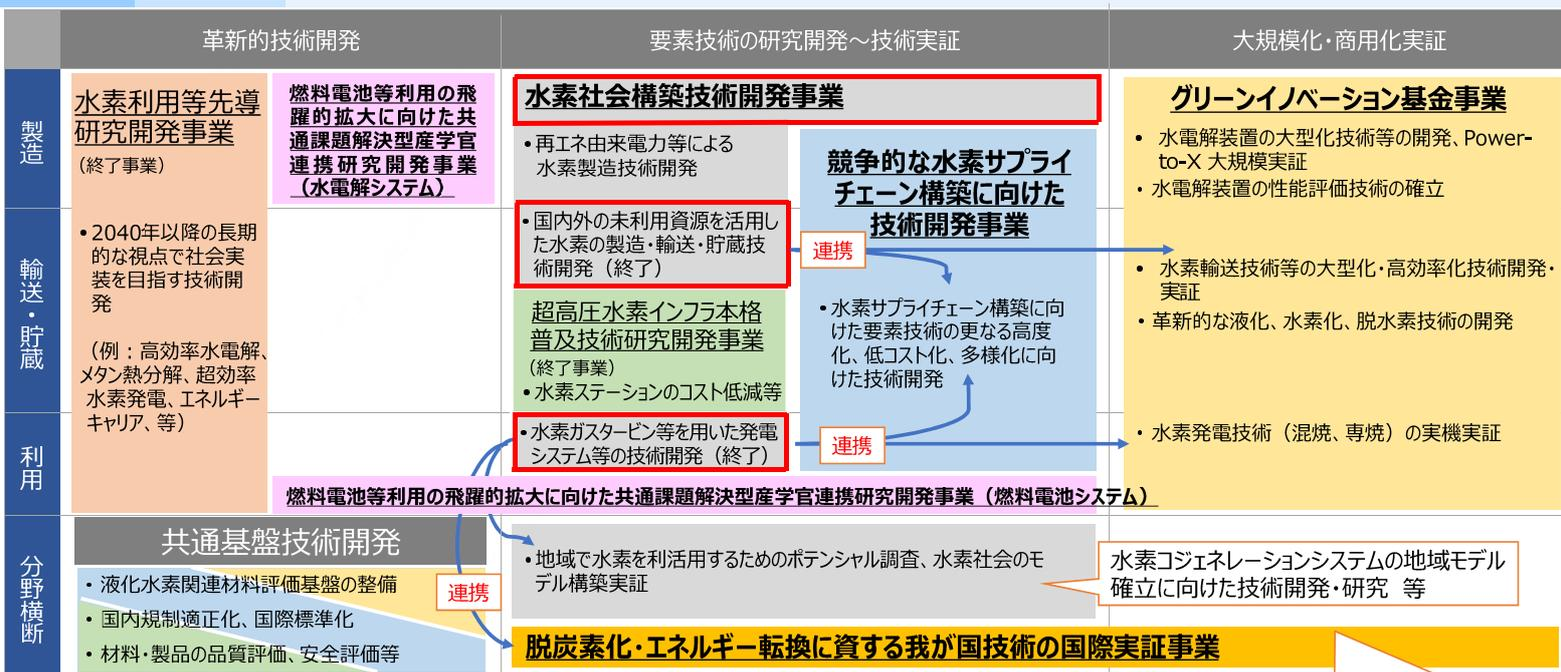 革新的技術開発
要素技術の研究開発～技術実証
大規模化・商用化実証
製造
輸送・貯蔵
利用
分野横断
水素利用等先導
研究開発事業
（終了事業）
•2040年以降の長期
的な視点で社会実
装を目指す技術開
発
（例：高効率水電解、
メタン熱分解、超効率
水素発電、エネルギー
キャリア、等）
燃料電池等利用の飛
躍的拡大に向けた共
通課題解決型産学官
連携研究開発事業
（水電解システム）
水素社会構築技術開発事業
•再エネ由来電力等による
水素製造技術開発
•国内外の未利用資源を活用し
た水素の製造・輸送・貯蔵技
術開発（終了）
超高圧水素インフラ本格
普及技術研究開発事業
（終了事業）
•水素ステーションのコスト低減等
•水素ガスタービン等を用いた発電
システム等の技術開発（終了）
競争的な水素サプライ
チェーン構築に向けた
技術開発事業
連携
•水素サプライチェーン構築に向
けた要素技術の更なる高度
化、低コスト化、多様化に向
けた技術開発
連携
グリーンイノベーション基金事業
• 水電解装置の大型化技術等の開発、Power-
to-X 大規模実証
• 水電解装置の性能評価技術の確立
• 水素輸送技術等の大型化・高効率化技術開発・
実証
• 革新的な液化、水素化、脱水素技術の開発
• 水素発電技術（混焼、専焼）の実機実証
燃料電池等利用の飛躍的拡大に向けた共通課題解決型産学官連携研究開発事業（燃料電池システム）
共通基盤技術開発
• 液化水素関連材料評価基盤の整備
• 国内規制適正化、国際標準化
• 材料・製品の品質評価、安全評価等
連携
•地域で水素を利活用するためのポテンシャル調査、水素社会のモ
デル構築実証
水素コジェネレーションシステムの地域モデル
確立に向けた技術開発・研究 等
脱炭素化・エネルギー転換に資する我が国技術の国際実証事業